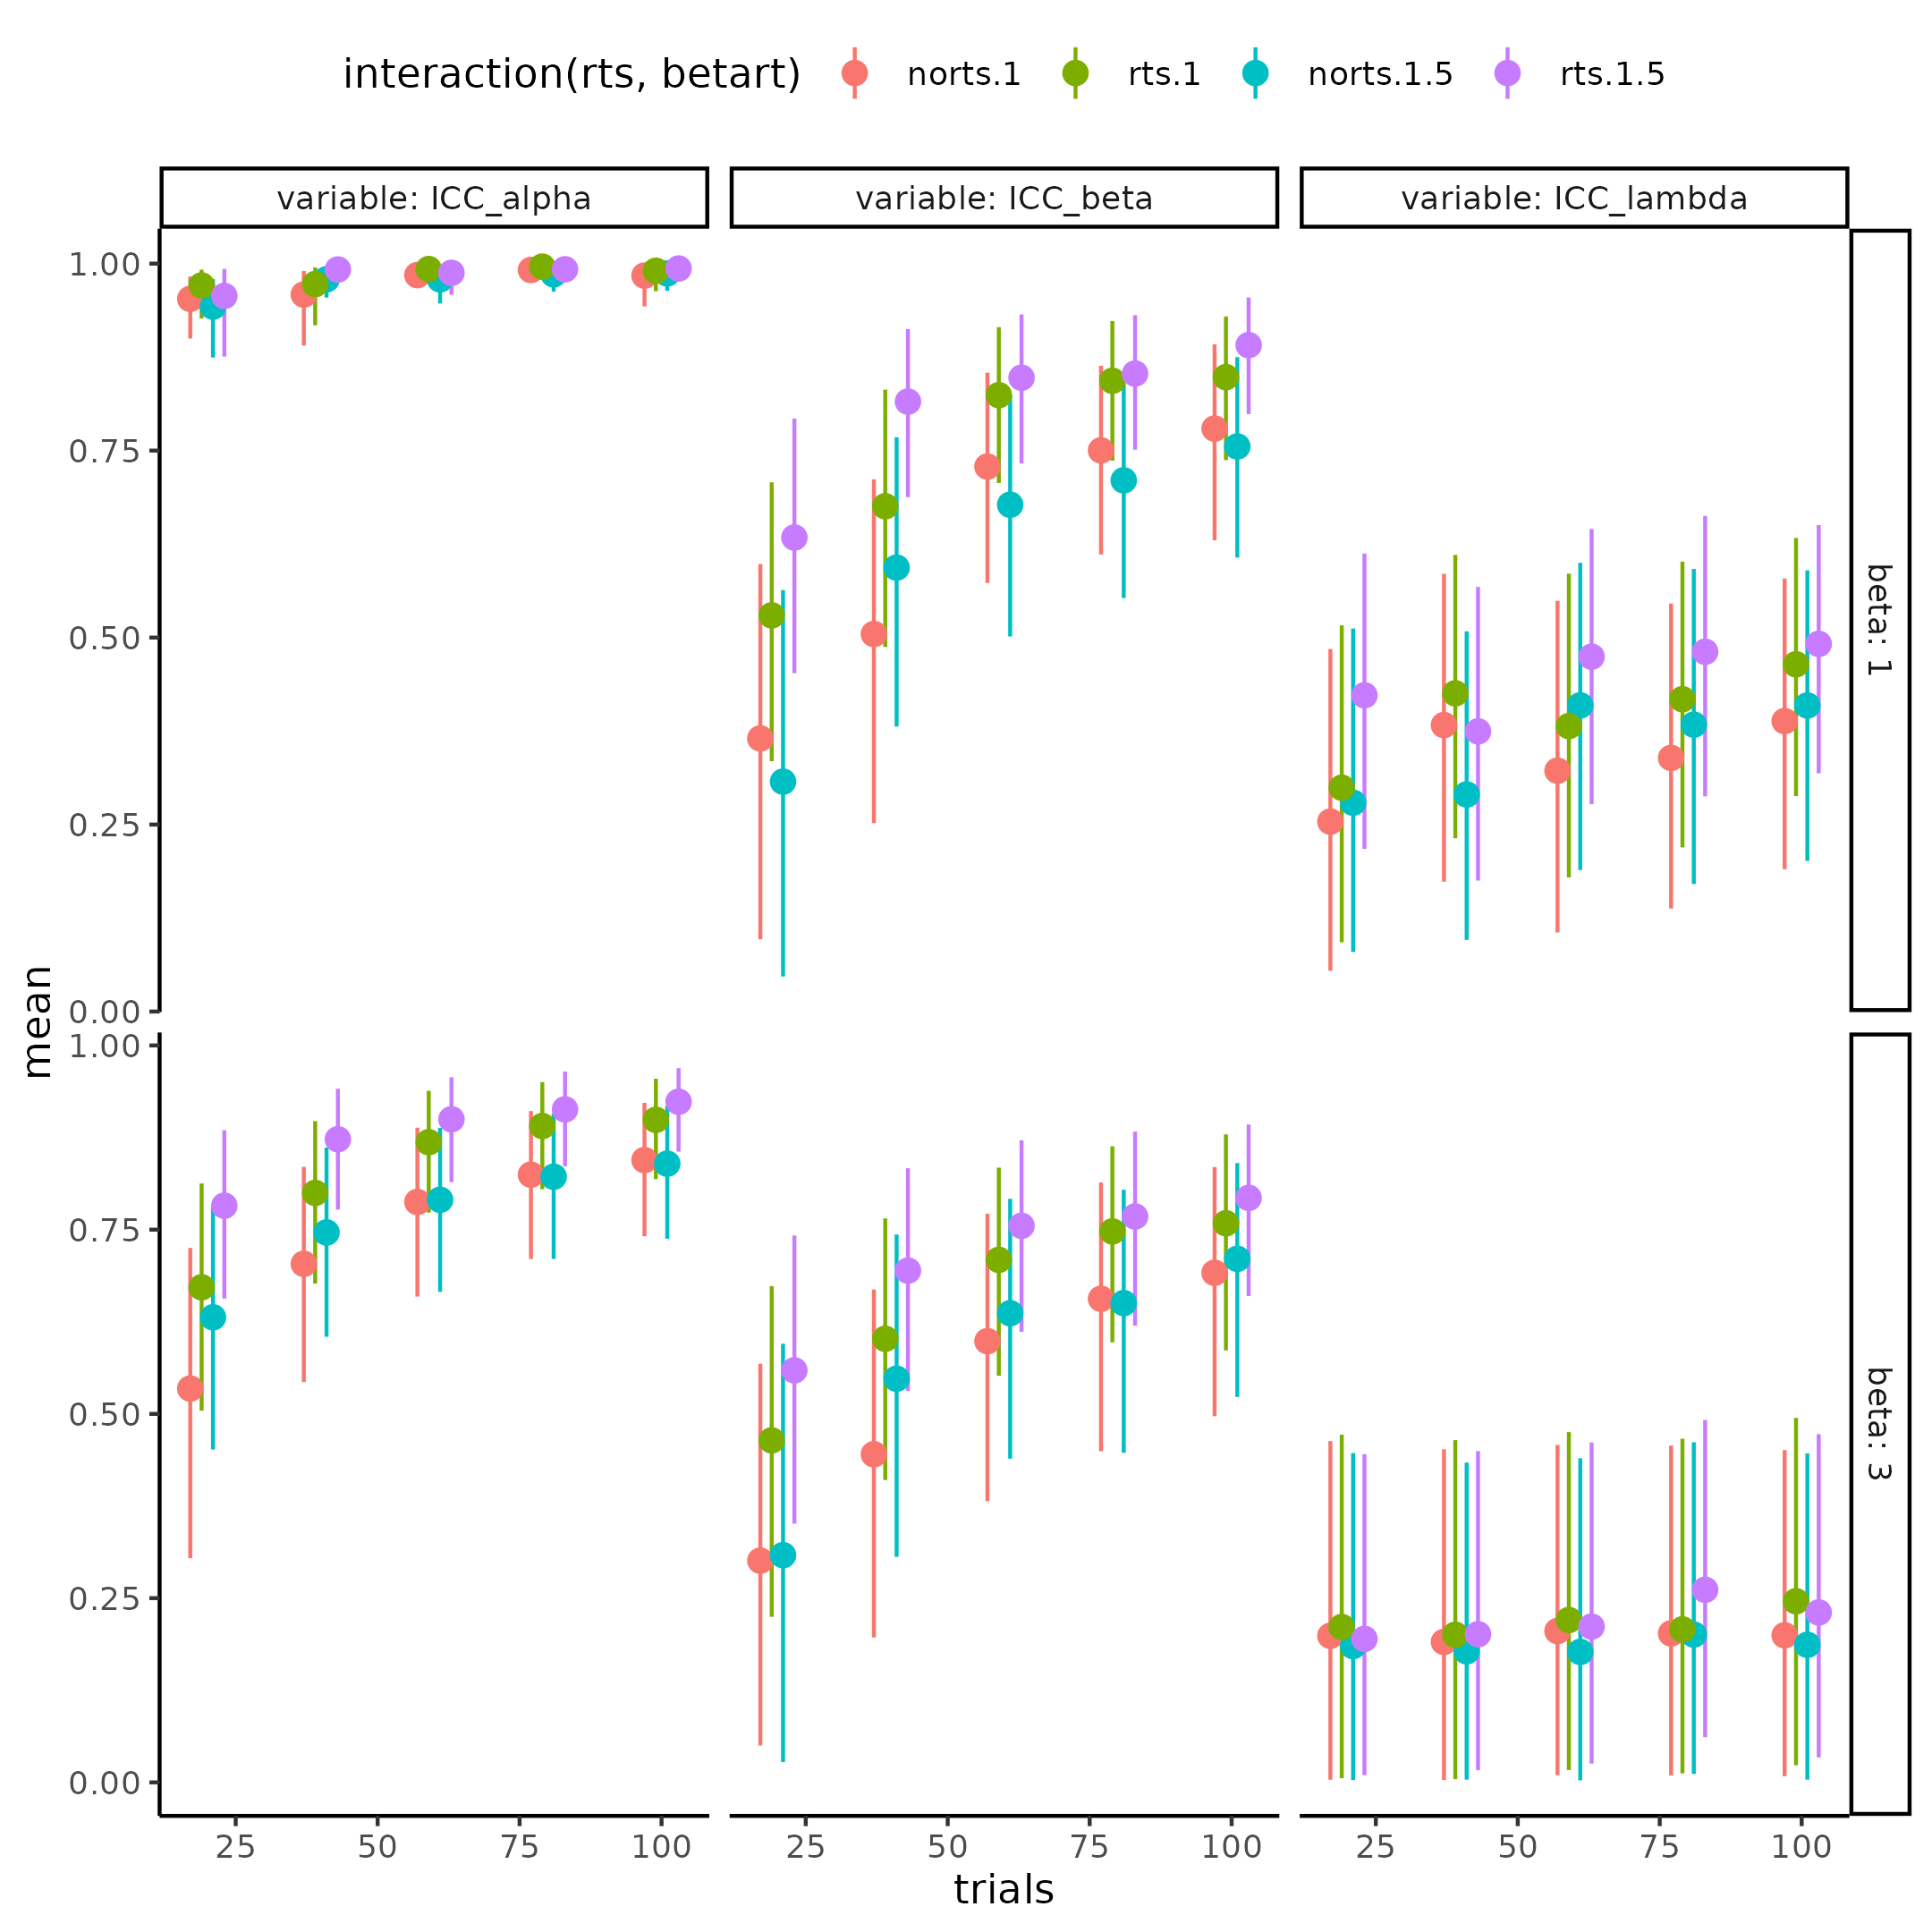 interaction(rts, betart) norts.1 rts.1 norts.1.5 rts.1.5
variable: ICC_alpha variable: ICC_beta variable: ICC_lambda
1.00
0.75
0.50
0.25
0.00
beta: 1
mean
1.00
0.75
0.50
0.25
0.00
beta: 3
25 50 75 100 25 50 75 100 25 50 75 100
trials